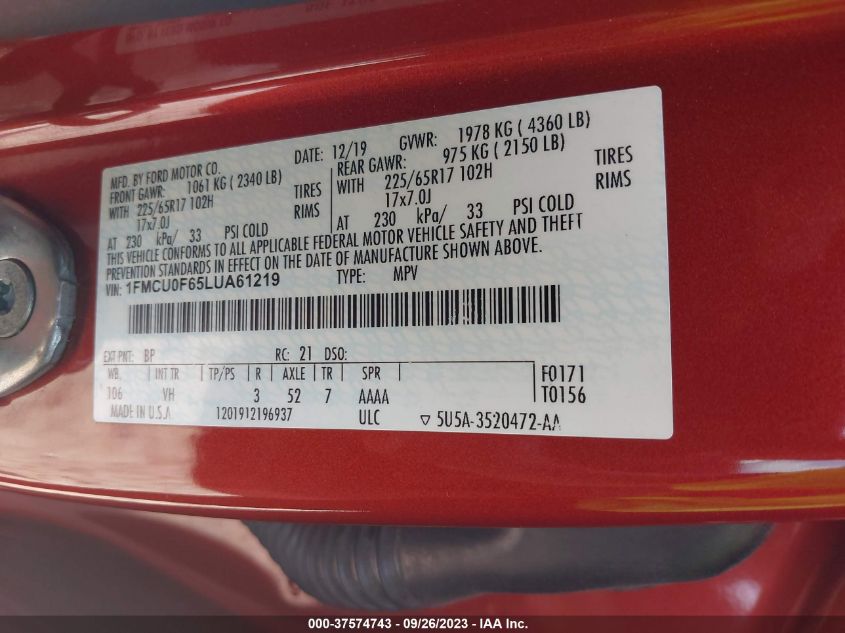 MFD. BY FORD MOTOR CO.
DATE: 12/19 GVWR: 1978 KG ( 4360 LB)
FRONT GAWR: 1061 KG ( 2340 LB)
REAR GAWR: 975 KG ( 2150 LB)
WITH 225/65R17 102H TIRES
WITH 225/65R17 102H TIRES
17x7.0J RIMS
17x7.0J RIMS
AT 230 kPa/ 33 PSI COLD
AT 230 kPa/ 33 PSI COLD
THIS VEHICLE CONFORMS TO ALL APPLICABLE FEDERAL MOTOR VEHICLE SAFETY AND THEFT
PREVENTION STANDARDS IN EFFECT ON THE DATE OF MANUFACTURE SHOWN ABOVE.
VIN: 1FMCU0F65LUA61219 TYPE: MPV
EXT PNT: BP RC: 21 DSO:
WB INT TR TP/PS R AXLE TR SPR
106 VH 3 52 7 AAAA
F0171
T0156
MADE IN U.S.A. 1201912196937 ULC ▽ 5U5A-3520472-AA
000-37574743 - 09/26/2023 - IAA Inc.